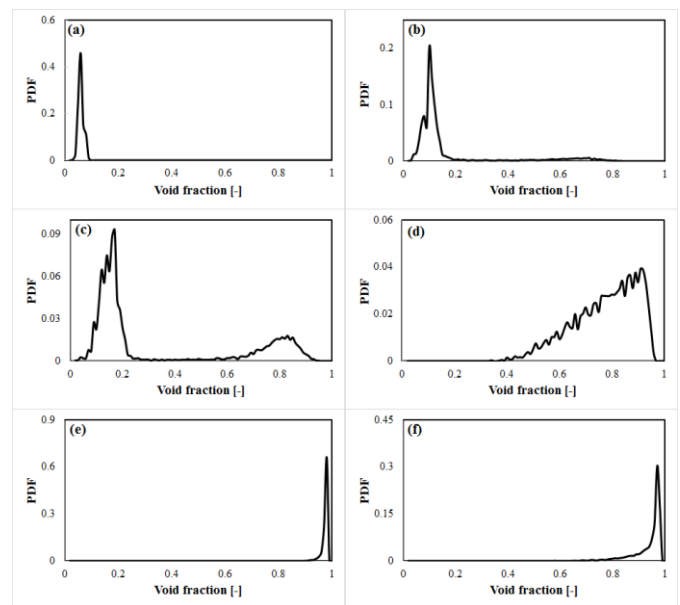 (a)
0.6
0.4
0.2
0
PDF
0 0.2 0.4 0.6 0.8 1
Void fraction [-]
(b)
0.2
0.1
0
PDF
0 0.2 0.4 0.6 0.8 1
Void fraction [-]
(c)
0.09
0.06
0.03
0
PDF
0 0.2 0.4 0.6 0.8 1
Void fraction [-]
(d)
0.06
0.04
0.02
0
PDF
0 0.2 0.4 0.6 0.8 1
Void fraction [-]
(e)
0.9
0.6
0.3
0
PDF
0 0.2 0.4 0.6 0.8 1
Void fraction [-]
(f)
0.45
0.3
0.15
0
PDF
0 0.2 0.4 0.6 0.8 1
Void fraction [-]